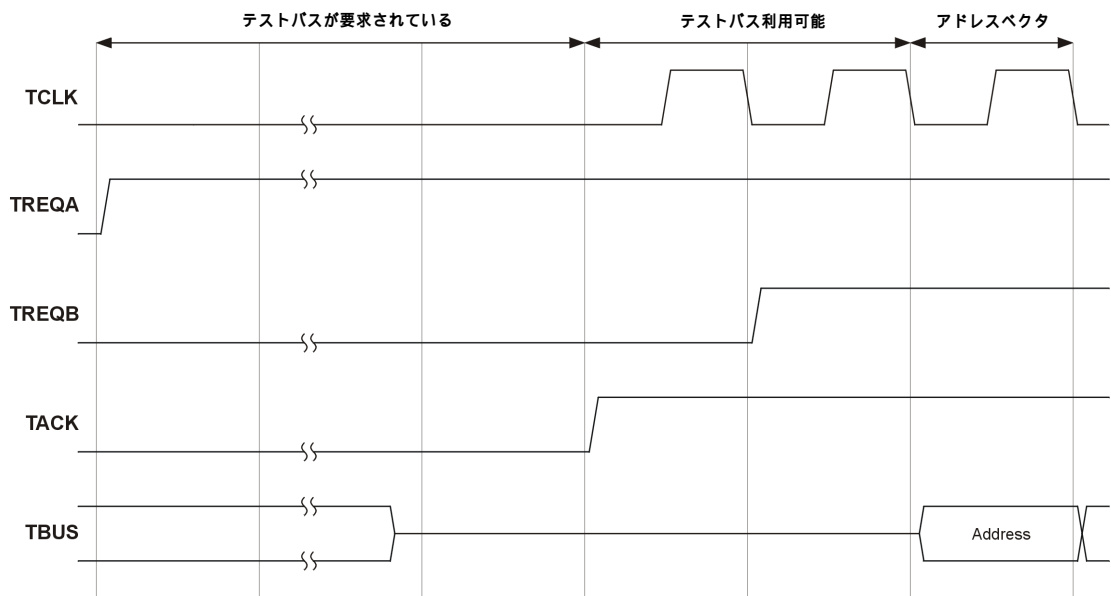 テストバスが要求されている
テストバス利用可能
アドレスベクタ
TCLK
TREQA
TREQB
TACK
TBUS
Address